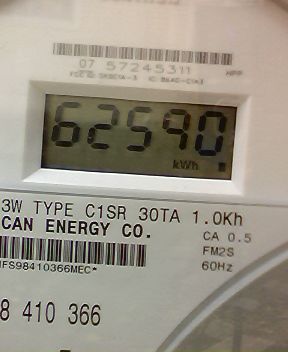 07 57245311
62590
kWh
3W TYPE C1SR 30TA 1.0Kh
CAN ENERGY CO.
CA 0.5
FM2S
60Hz
IFS98410366MEC*
8 410 366